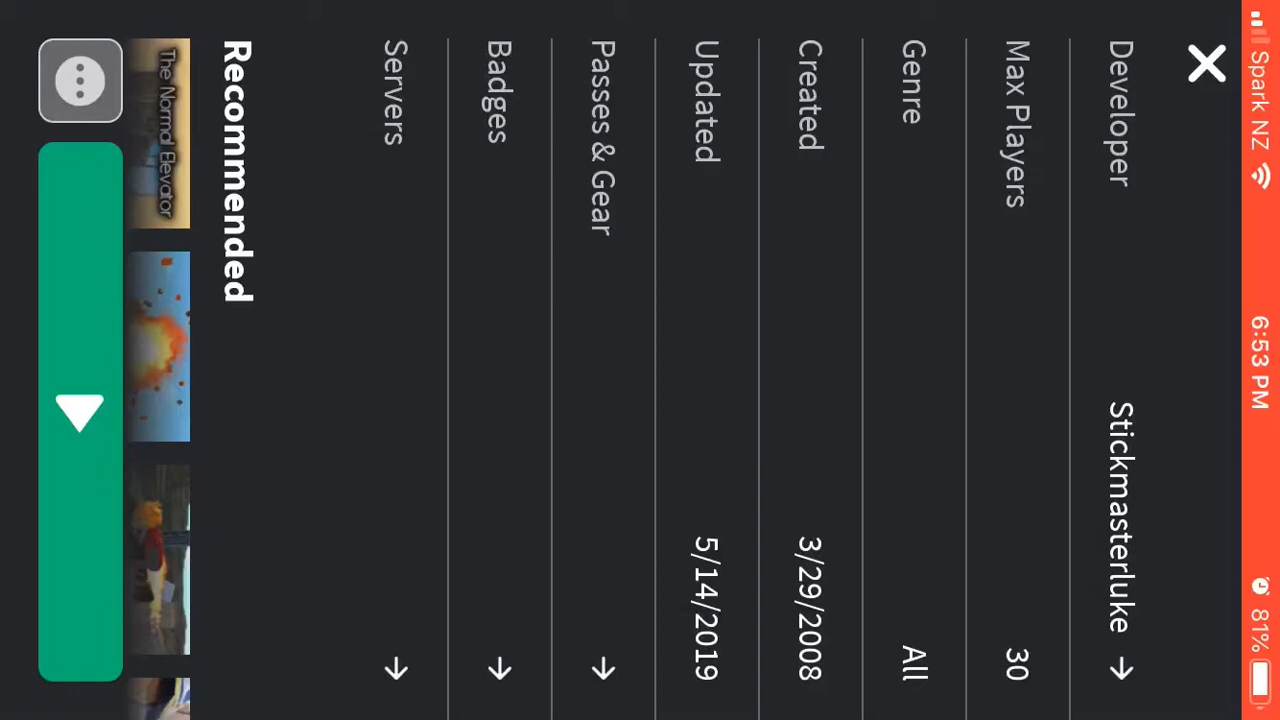 Spark NZ 6:53 PM 81%
Developer Stickmasterluke
Max Players 30
Genre All
Created 3/29/2008
Updated 5/14/2019
Passes & Gear
Badges
Servers
Recommended
The Normal Elevator